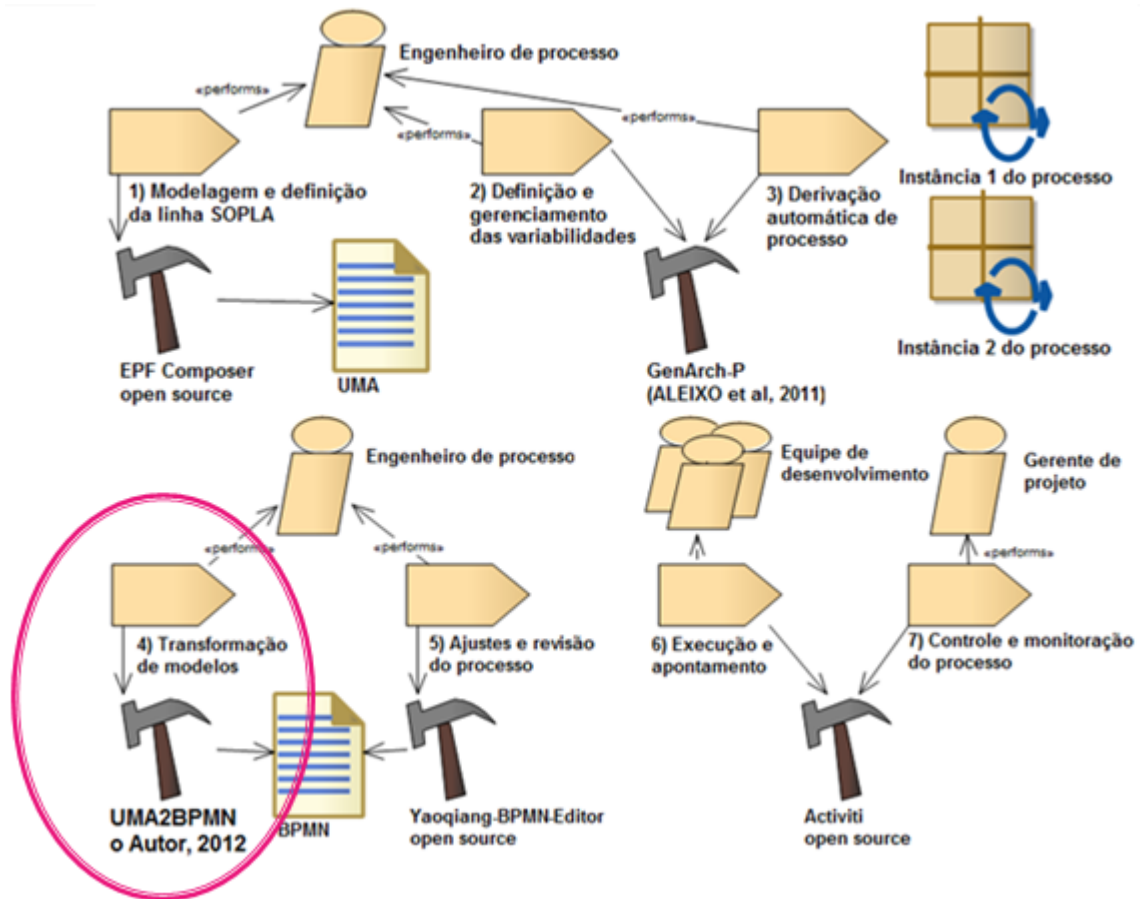 Engenheiro de processo
«performs»
«performs»
«performs»
1) Modelagem e definição
da linha SOPLA
2) Definição e
gerenciamento
das variabilidades
3) Derivação
automática de
processo
Instância 1 do processo
Instância 2 do processo
EPF Composer
open source
UMA
GenArch-P
(ALEIXO et al, 2011)
Engenheiro de processo
Equipe de
desenvolvimento
Gerente de
projeto
«performs»
«performs»
«performs»
4) Transformação
de modelos
5) Ajustes e revisão
do processo
6) Execução e
apontamento
7) Controle e monitoração
do processo
UMA2BPMN
o Autor, 2012
BPMN
Yaoqiang-BPMN-Editor
open source
Activiti
open source